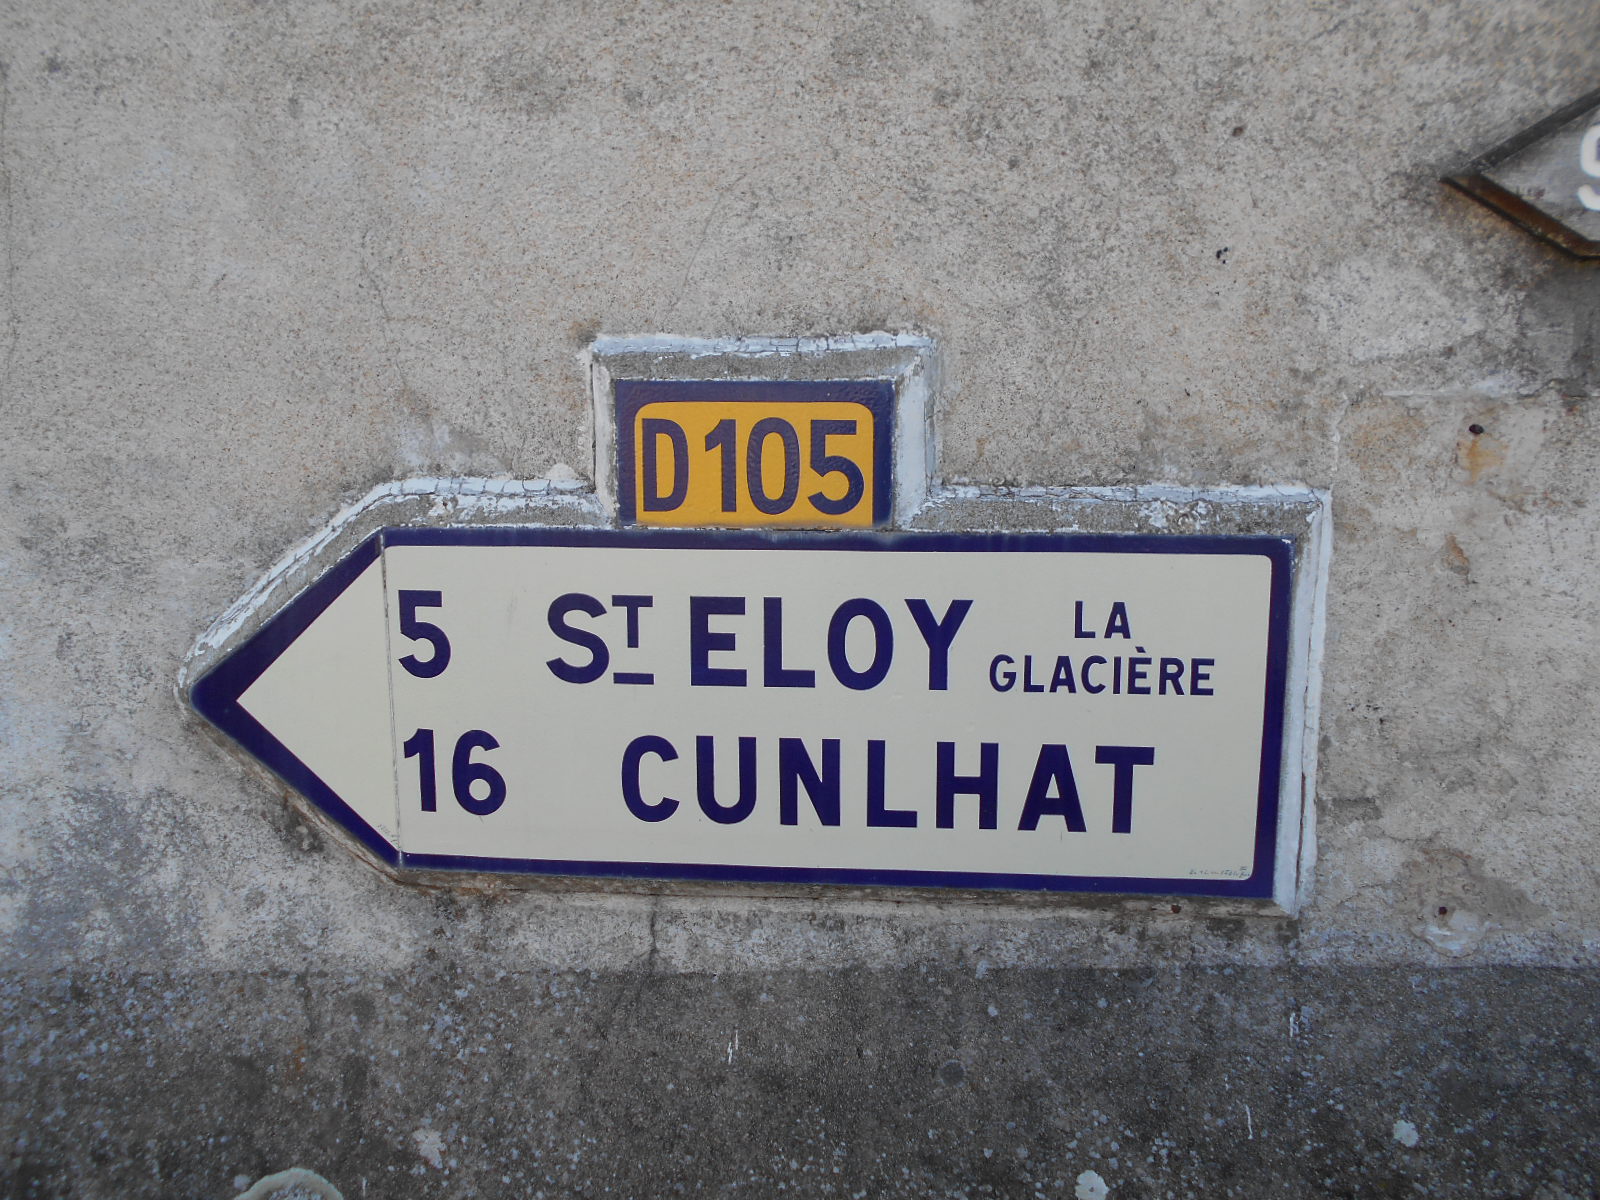 D105
5 ST ELOY LA GLACIÈRE
16 CUNLHAT
S